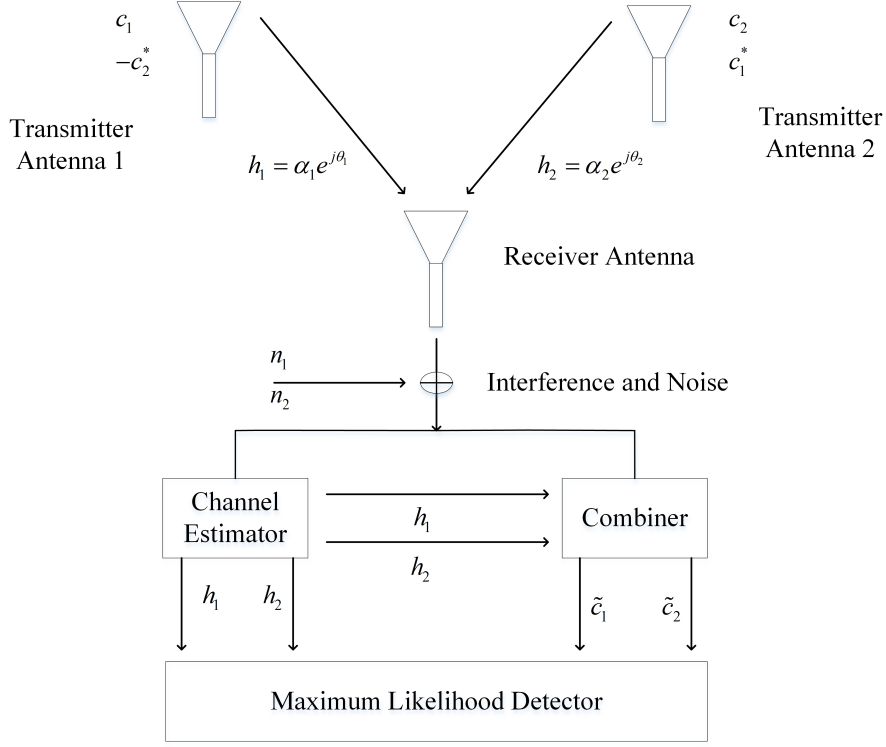 c₁
−c₂*
Transmitter
Antenna 1
c₂
c₁*
Transmitter
Antenna 2
h₁ = α₁e^{jθ₁}
h₂ = α₂e^{jθ₂}
Receiver Antenna
n₁
n₂
Interference and Noise
Channel
Estimator
h₁
h₂
Combiner
h₁
h₂
c̃₁
c̃₂
Maximum Likelihood Detector